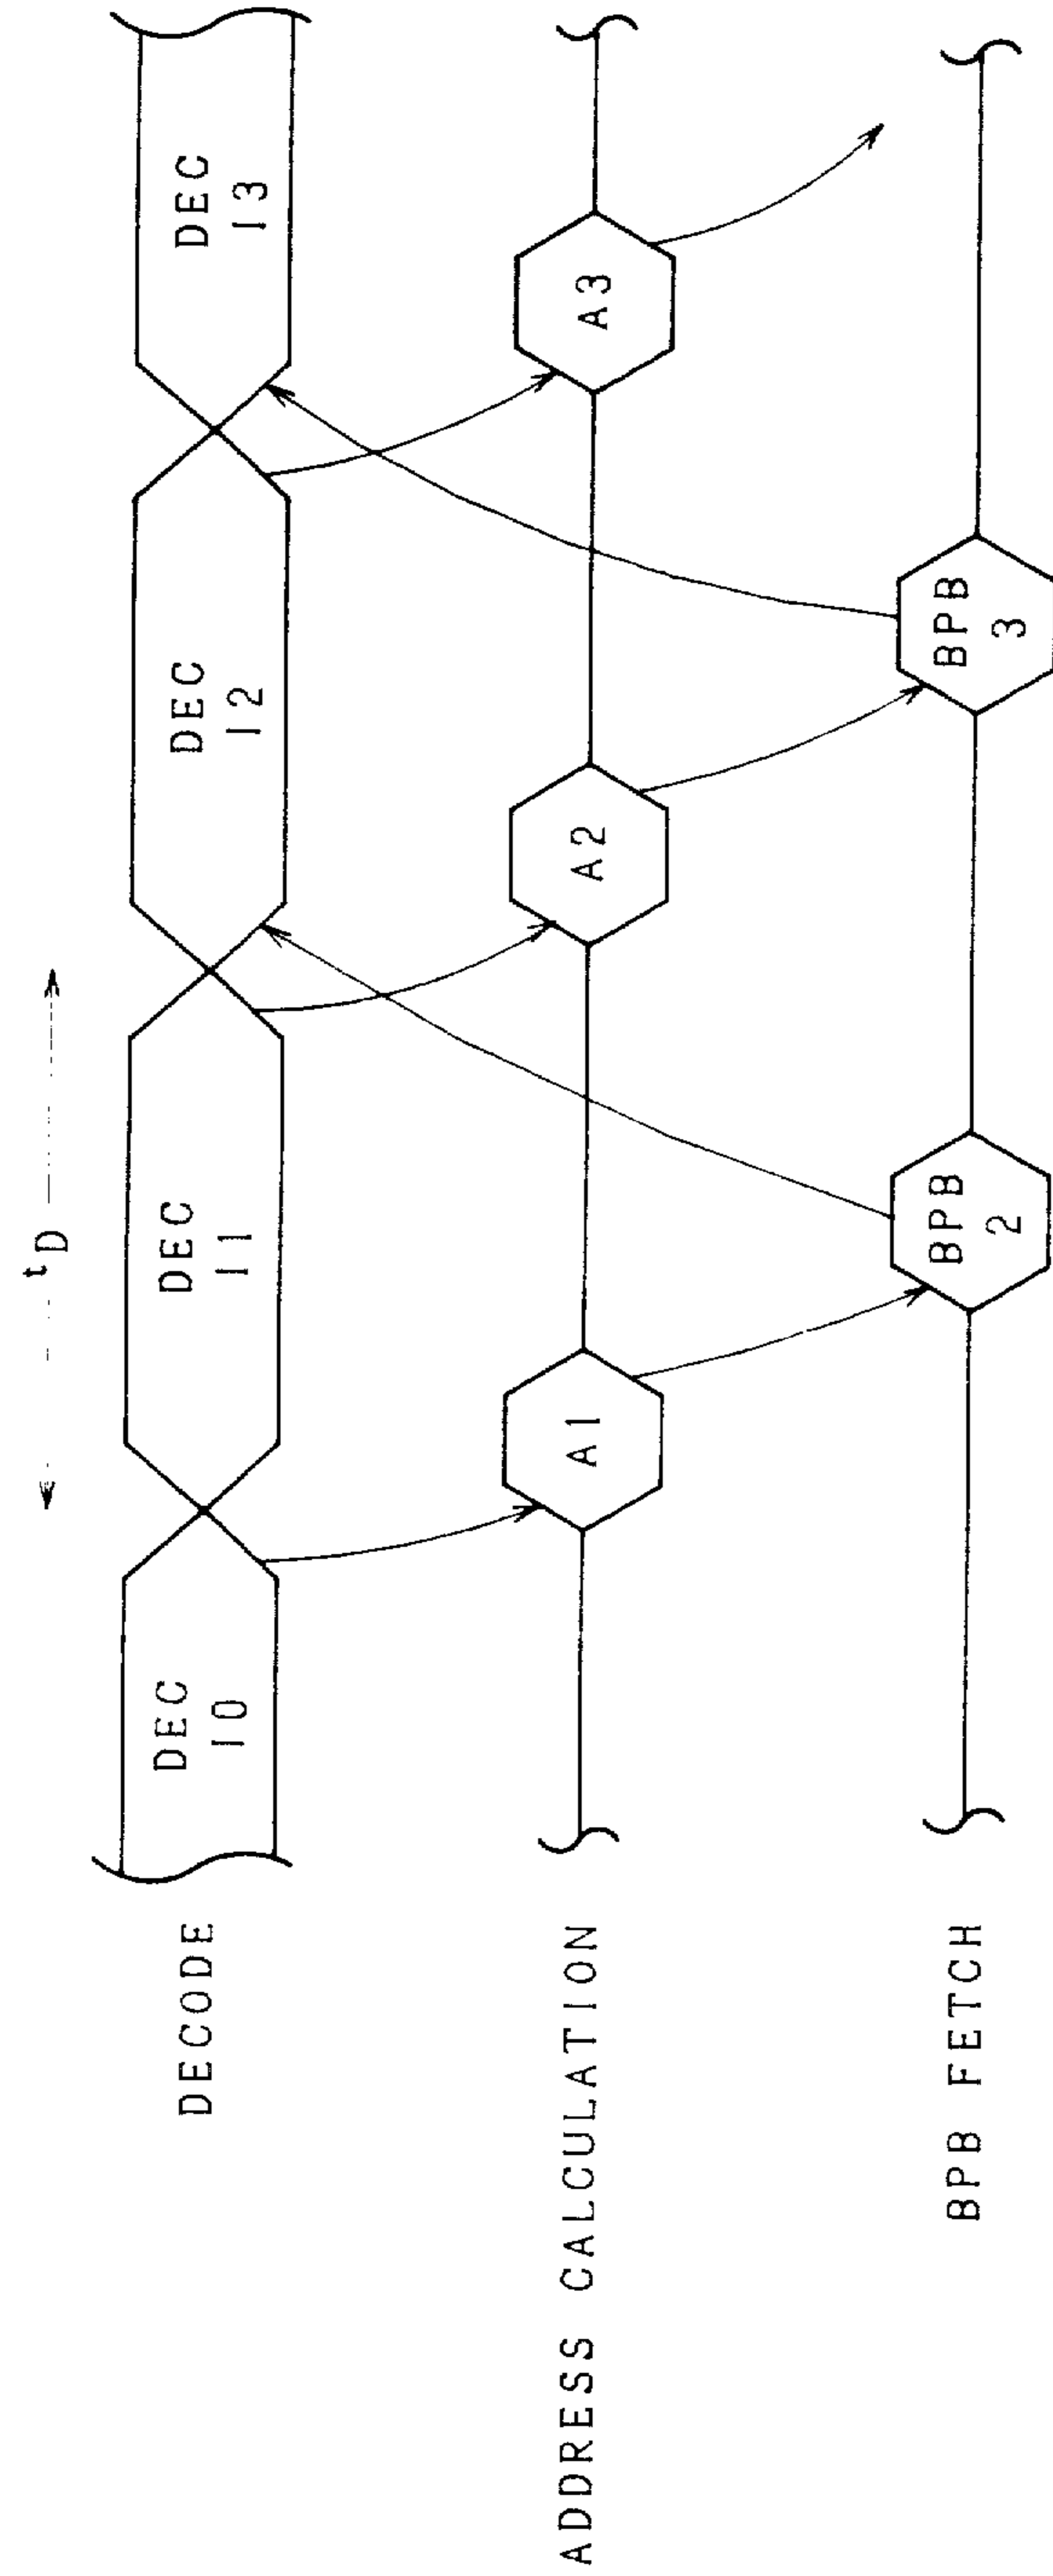 tD
DECODE
DEC
I0
DEC
I1
DEC
I2
DEC
I3
ADDRESS CALCULATION
A1
A2
A3
BPB FETCH
BPB
2
BPB
3